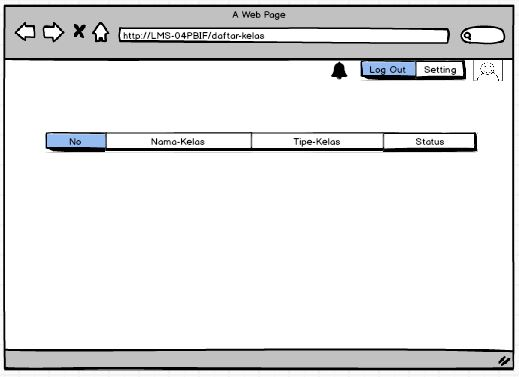 A Web Page
http://LMS-04PBIF/daftar-kelas
Log Out Setting
No Nama-Kelas Tipe-Kelas Status